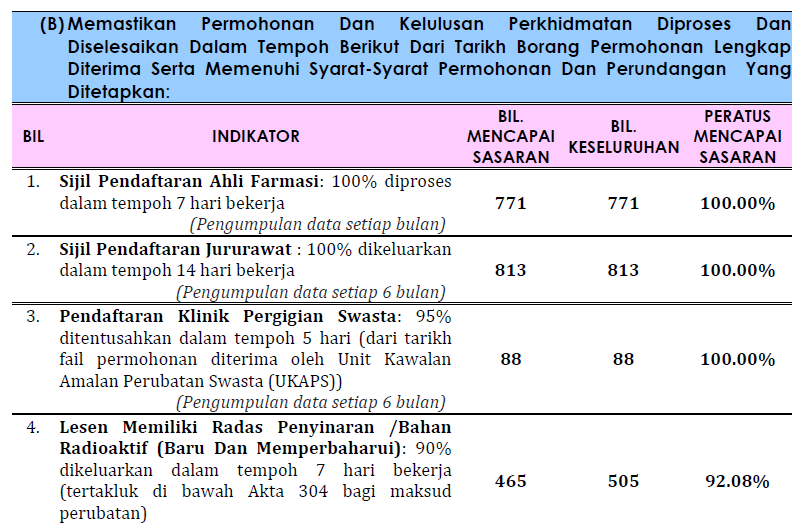 (B) Memastikan Permohonan Dan Kelulusan Perkhidmatan Diproses Dan
Diselesaikan Dalam Tempoh Berikut Dari Tarikh Borang Permohonan Lengkap
Diterima Serta Memenuhi Syarat-Syarat Permohonan Dan Perundangan Yang
Ditetapkan:
BIL
INDIKATOR
BIL.
MENCAPAI
SASARAN
BIL.
KESELURUHAN
PERATUS
MENCAPAI
SASARAN
1. Sijil Pendaftaran Ahli Farmasi: 100% diproses
dalam tempoh 7 hari bekerja
(Pengumpulan data setiap bulan)
771 771 100.00%
2. Sijil Pendaftaran Jururawat : 100% dikeluarkan
dalam tempoh 14 hari bekerja
(Pengumpulan data setiap 6 bulan)
813 813 100.00%
3. Pendaftaran Klinik Pergigian Swasta: 95%
ditentusahkan dalam tempoh 5 hari (dari tarikh
fail permohonan diterima oleh Unit Kawalan
Amalan Perubatan Swasta (UKAPS))
(Pengumpulan data setiap 6 bulan)
88 88 100.00%
4. Lesen Memiliki Radas Penyinaran /Bahan
Radioaktif (Baru Dan Memperbaharui): 90%
dikeluarkan dalam tempoh 7 hari bekerja
(tertakluk di bawah Akta 304 bagi maksud
perubatan)
465 505 92.08%